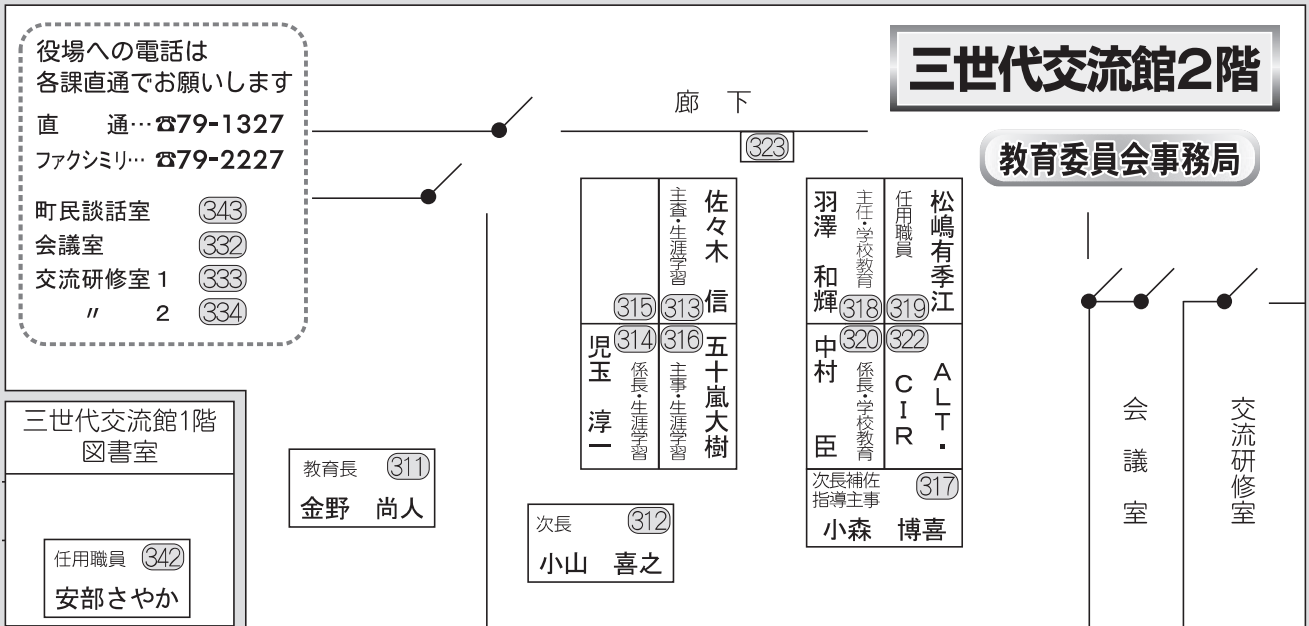 役場への電話は
各課直通でお願いします
直　　通…☎79-1327
ファクシミリ…☎79-2227
町民談話室 343
会議室 332
交流研修室 1 333
〃 2 334
三世代交流館2階
教育委員会事務局
廊　下
323
315
佐々木　信
主査・生涯学習
313
児玉　淳一
係長・生涯学習
314
五十嵐大樹
主事・生涯学習
316
羽澤　和輝
主任・学校教育
318
松嶋有季江
任用職員
319
中村　臣
係長・学校教育
320
ALT・
CIR
322
次長補佐
指導主事
317
小森　博喜
会議室
交流研修室
教育長 311
金野　尚人
次長 312
小山　喜之
三世代交流館1階
図書室
任用職員 342
安部さやか